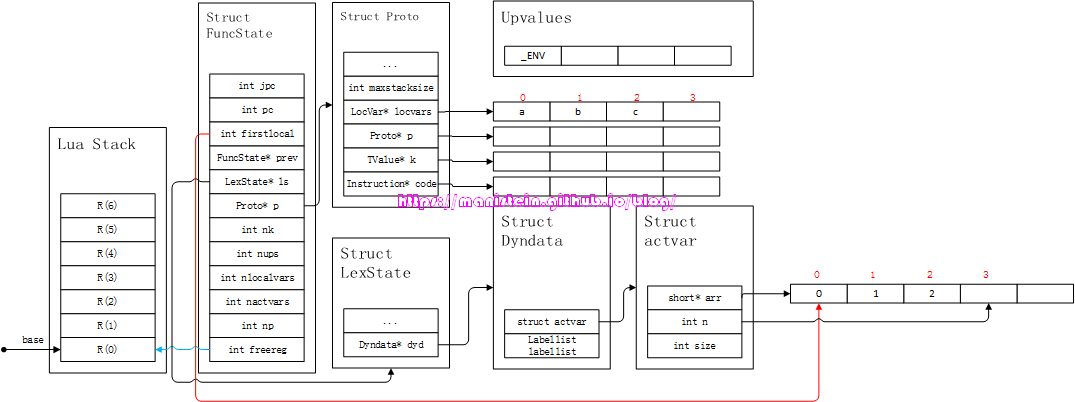 Lua Stack
R(6)
R(5)
R(4)
R(3)
R(2)
R(1)
R(0)
base
Struct
FuncState
int jpc
int pc
int firstlocal
FuncState* prev
LexState* ls
Proto* p
int nk
int nups
int nlocalvars
int nactvars
int np
int freereg
Struct Proto
...
int maxstacksize
LocVar* locvars
Proto* p
TValue* k
Instruction* code
Upvalues
_ENV
0 1 2 3
a b c
https://manistein.github.io/blog/
Struct
LexState
...
Dyndata* dyd
Struct
Dyndata
struct actvar
Labellist
labellist
Struct
actvar
short* arr
int n
int size
0 1 2 3
0 1 2